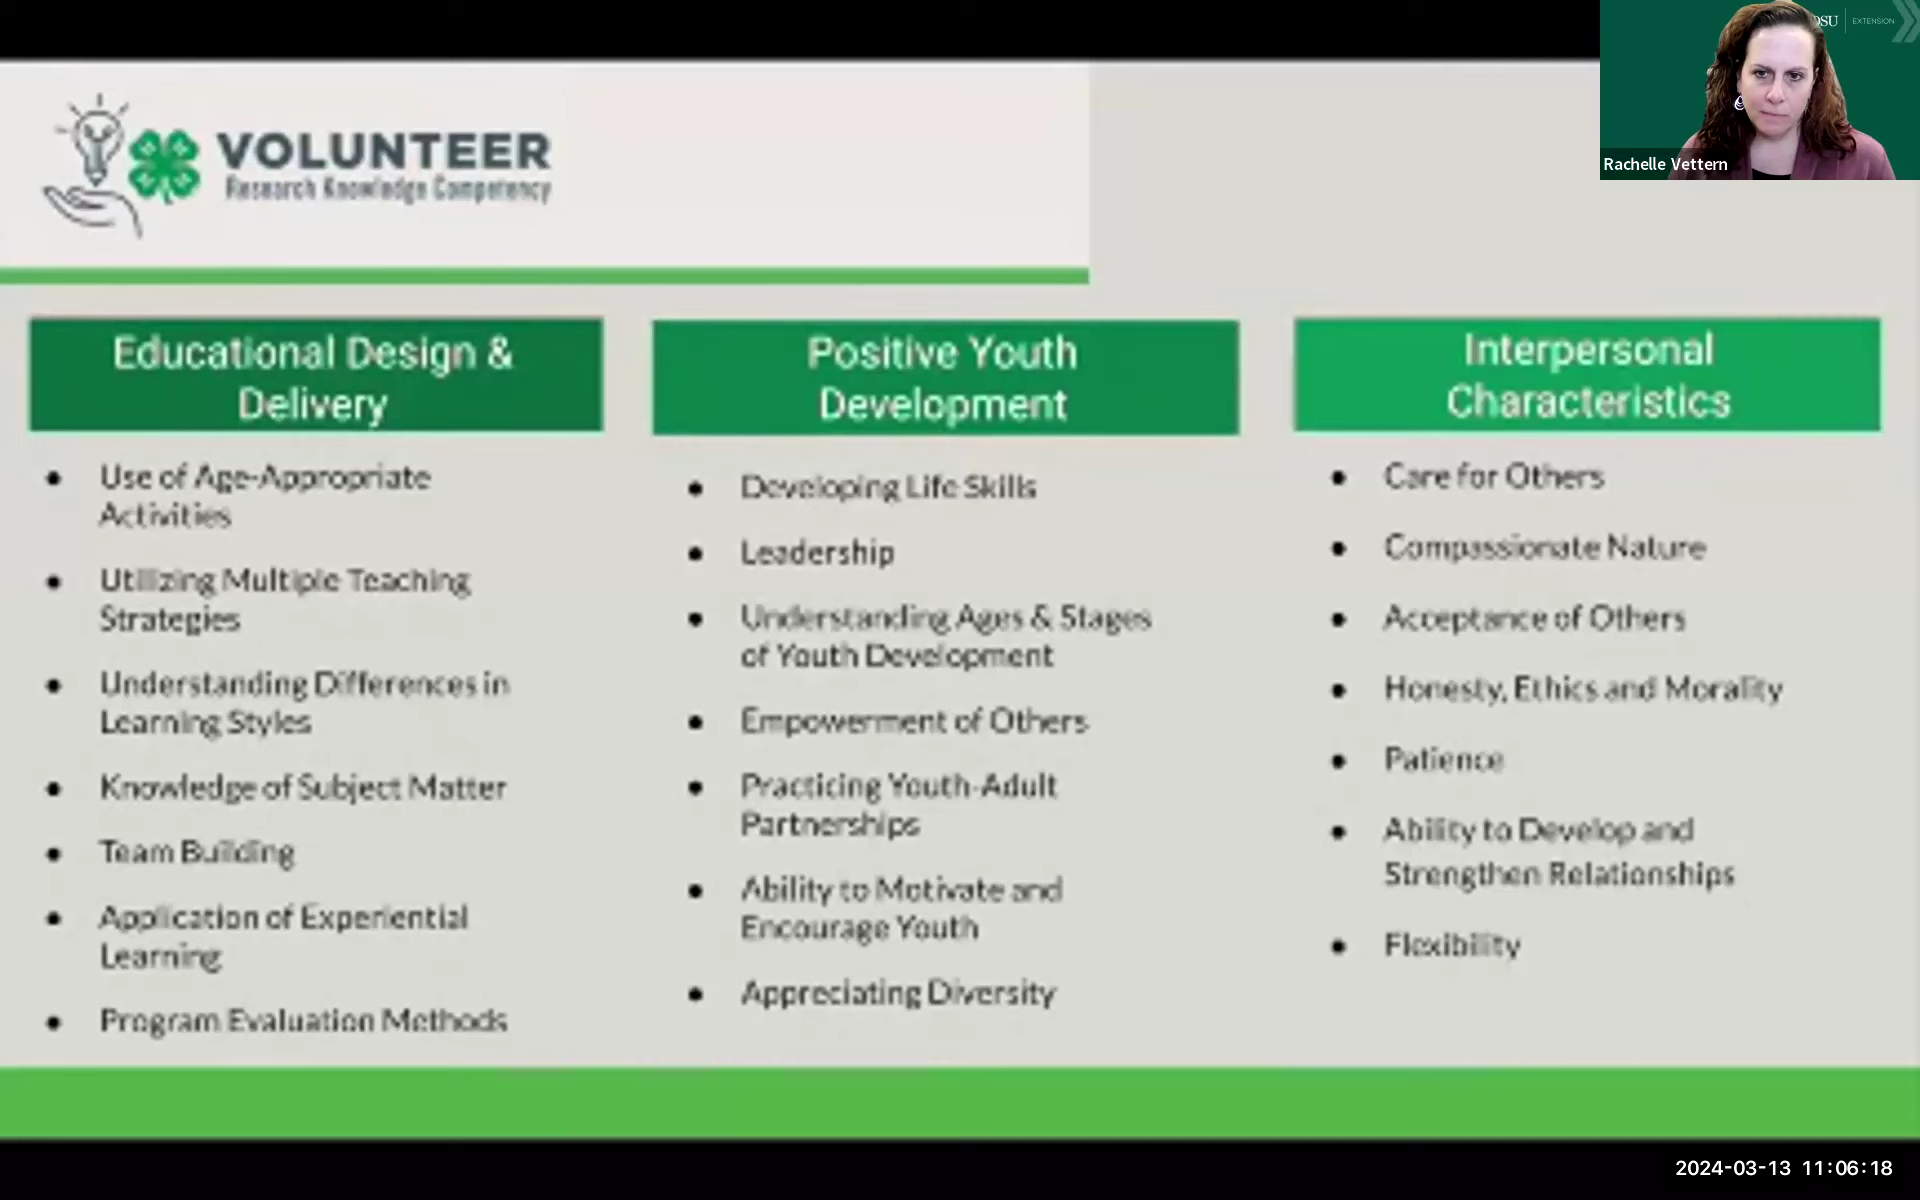 VOLUNTEER
Research Knowledge Competency
EXTENSION
Rachelle Vettern
Educational Design &
Delivery
Use of Age-Appropriate
Activities
Utilizing Multiple Teaching
Strategies
Understanding Differences in
Learning Styles
Knowledge of Subject Matter
Team Building
Application of Experiential
Learning
Program Evaluation Methods
Positive Youth
Development
Developing Life Skills
Leadership
Understanding Ages & Stages
of Youth Development
Empowerment of Others
Practicing Youth-Adult
Partnerships
Ability to Motivate and
Encourage Youth
Appreciating Diversity
Interpersonal
Characteristics
Care for Others
Compassionate Nature
Acceptance of Others
Honesty, Ethics and Morality
Patience
Ability to Develop and
Strengthen Relationships
Flexibility
2024-03-13 11:06:18